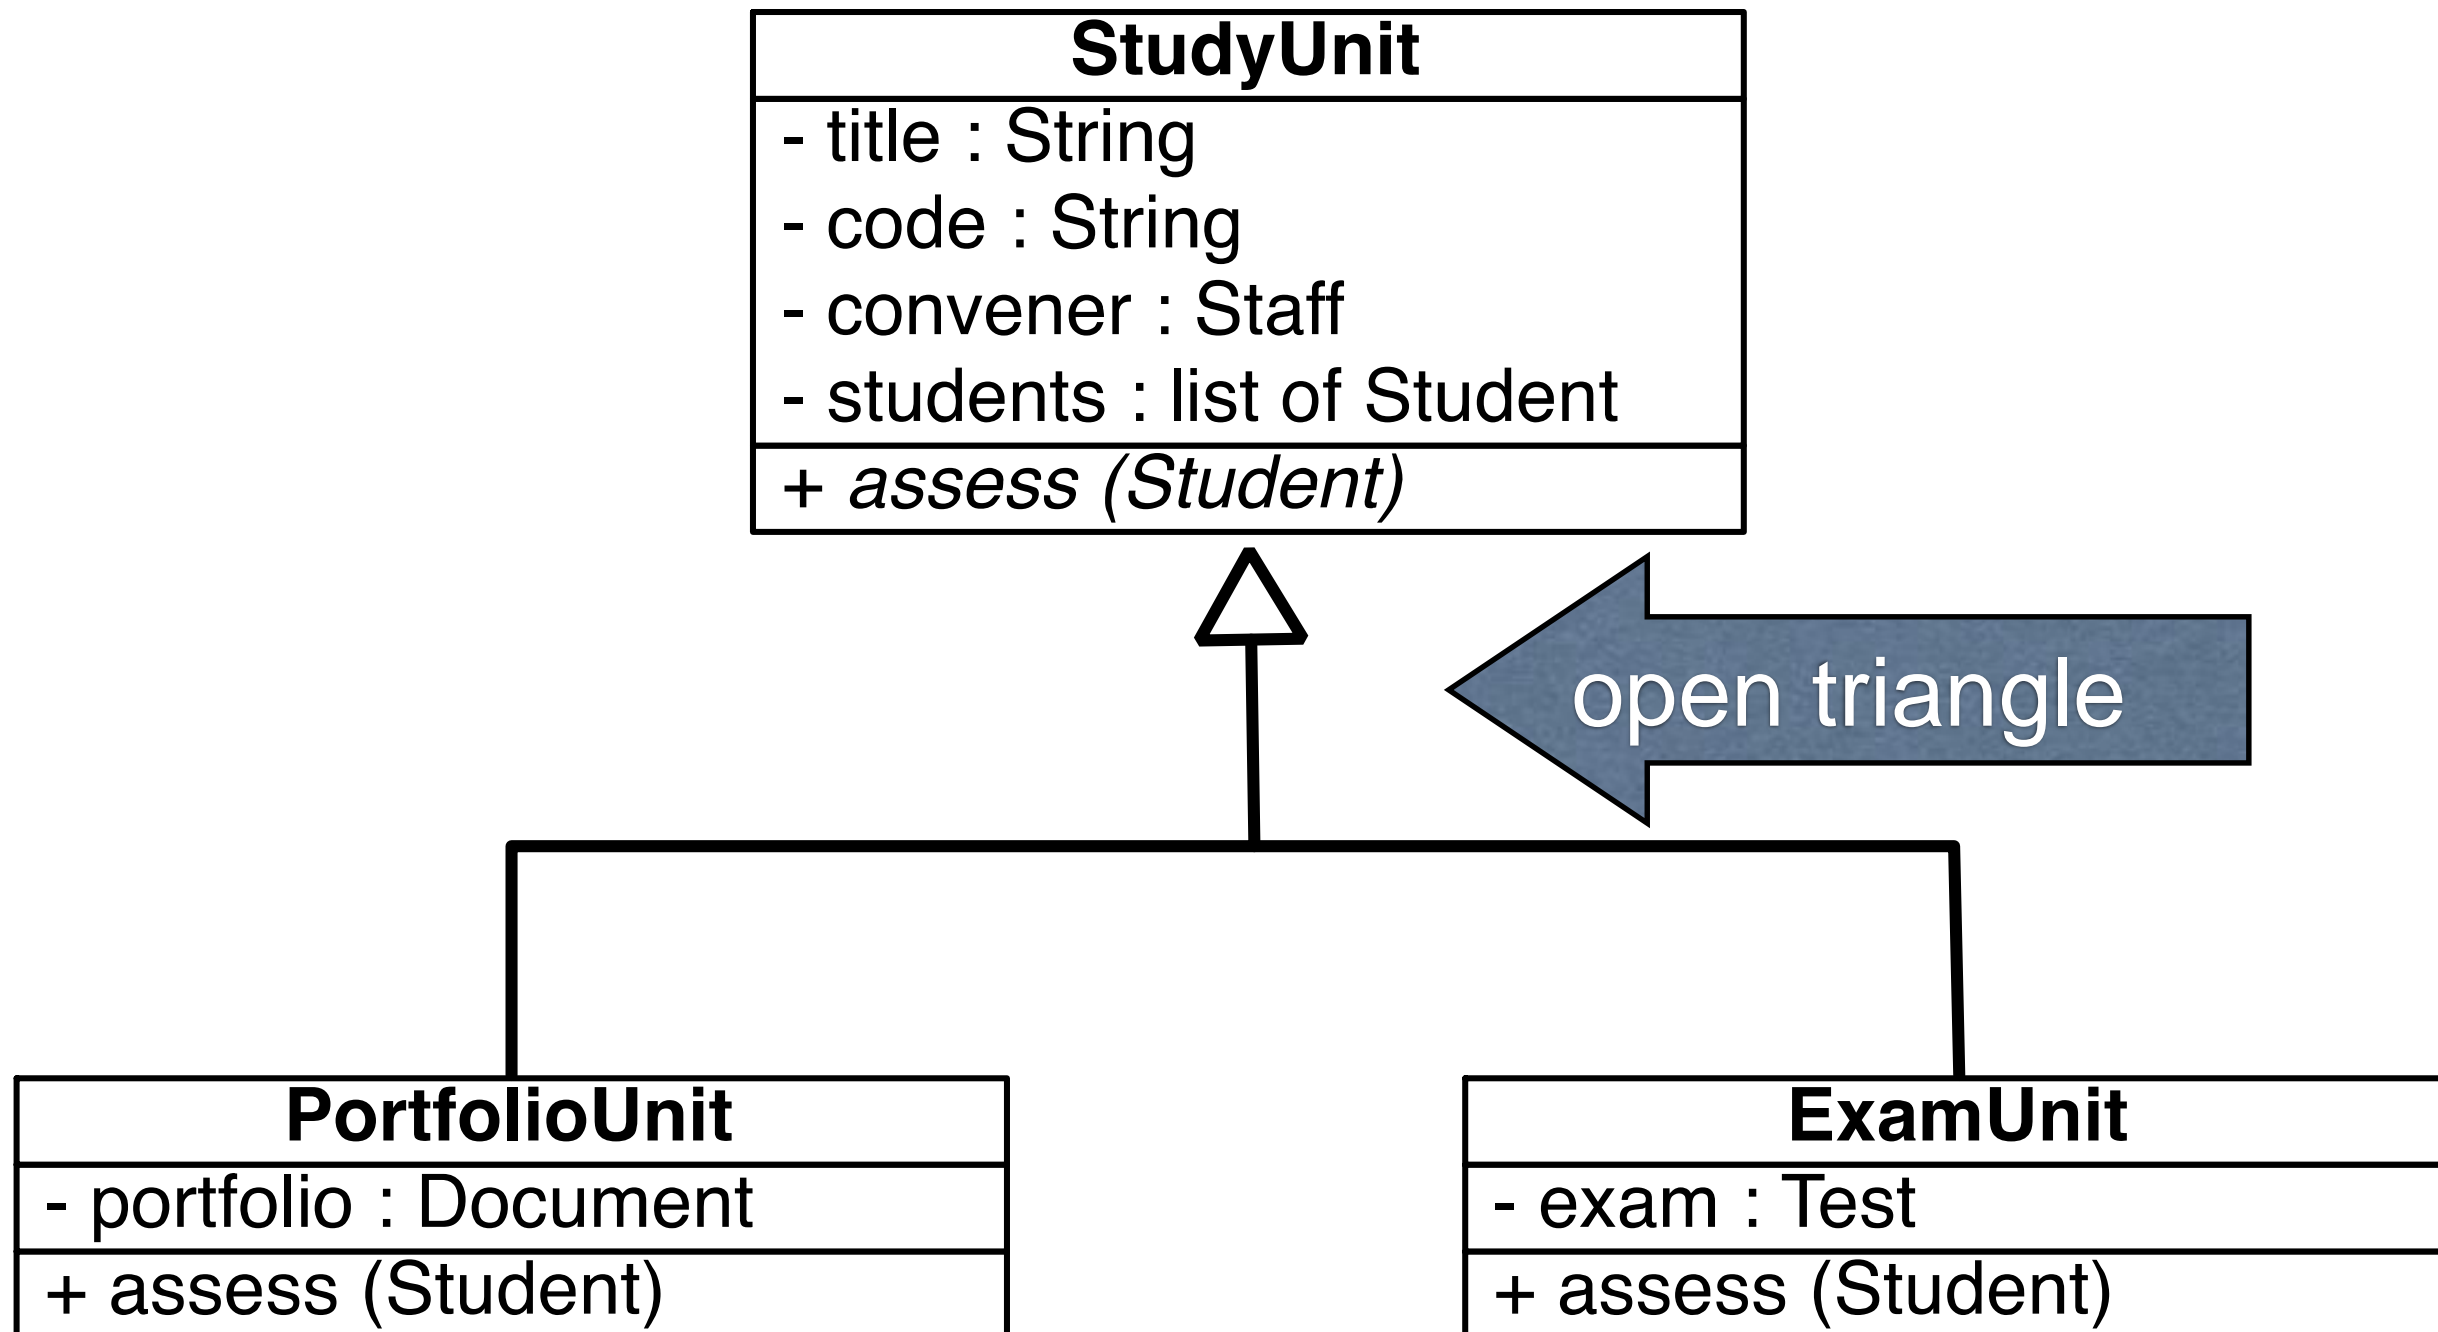 StudyUnit
- title : String
- code : String
- convener : Staff
- students : list of Student
+ assess (Student)
open triangle
PortfolioUnit
- portfolio : Document
+ assess (Student)
ExamUnit
- exam : Test
+ assess (Student)